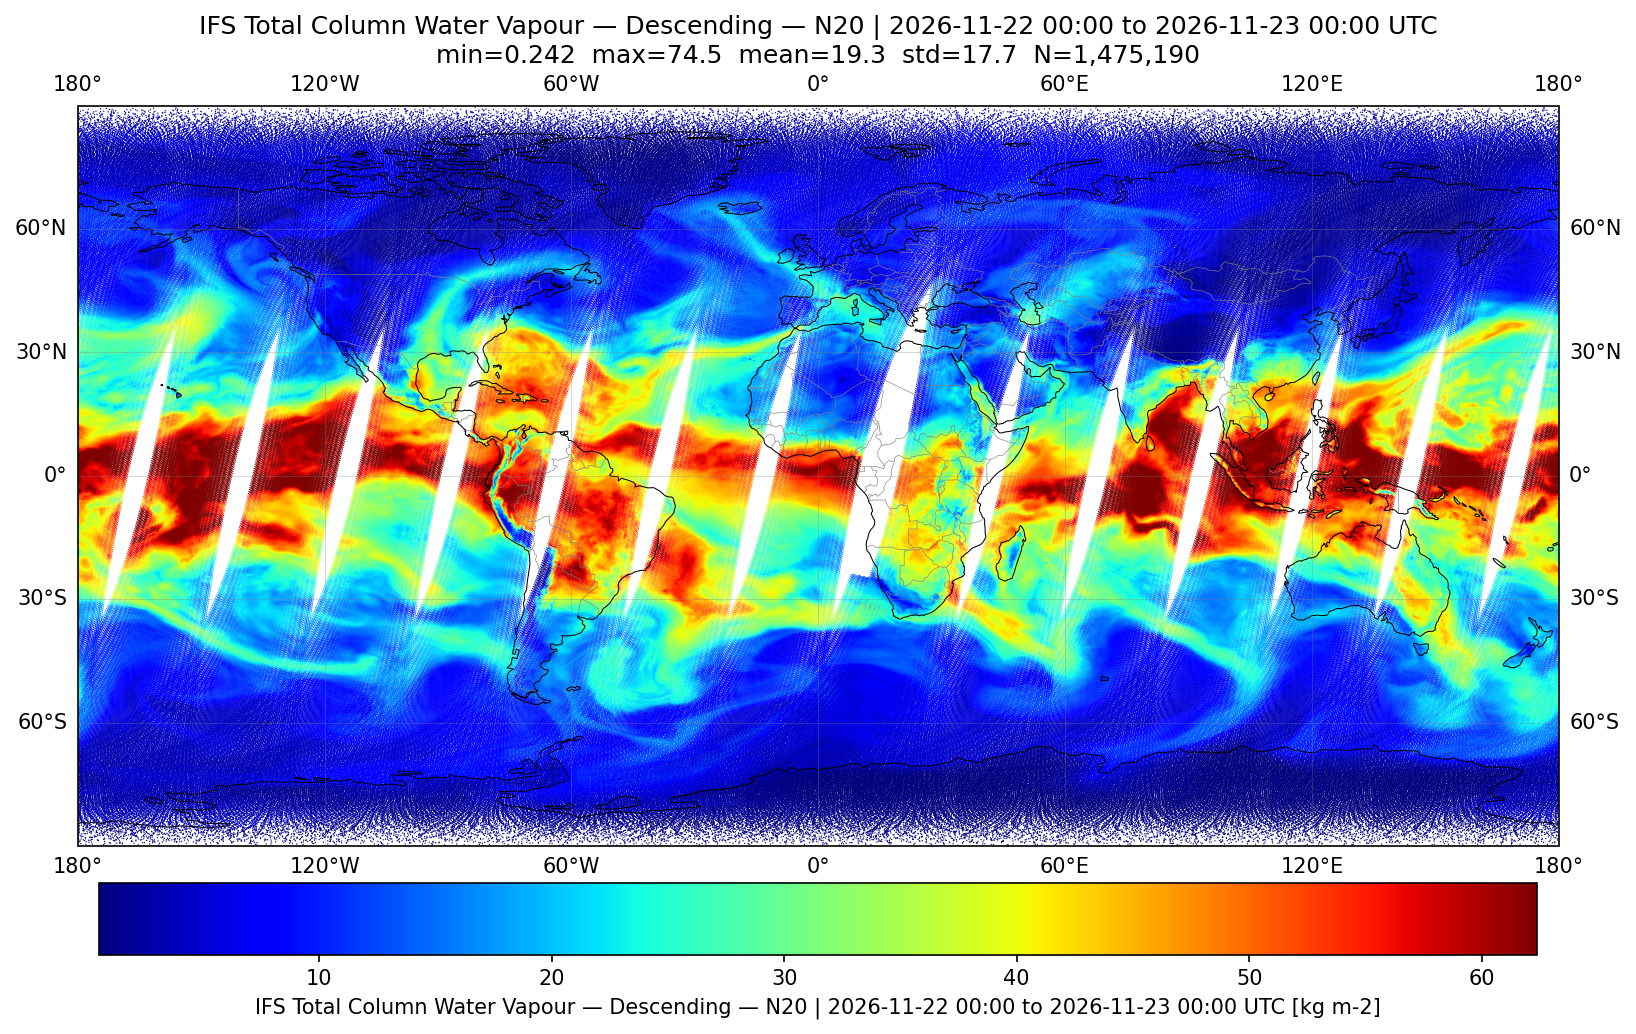 IFS Total Column Water Vapour — Descending — N20 | 2026-11-22 00:00 to 2026-11-23 00:00 UTC
min=0.242 max=74.5 mean=19.3 std=17.7 N=1,475,190
180° 120°W 60°W 0° 60°E 120°E 180°
60°N 60°N
30°N 30°N
0° 0°
30°S 30°S
60°S 60°S
180° 120°W 60°W 0° 60°E 120°E 180°
10 20 30 40 50 60
IFS Total Column Water Vapour — Descending — N20 | 2026-11-22 00:00 to 2026-11-23 00:00 UTC [kg m-2]